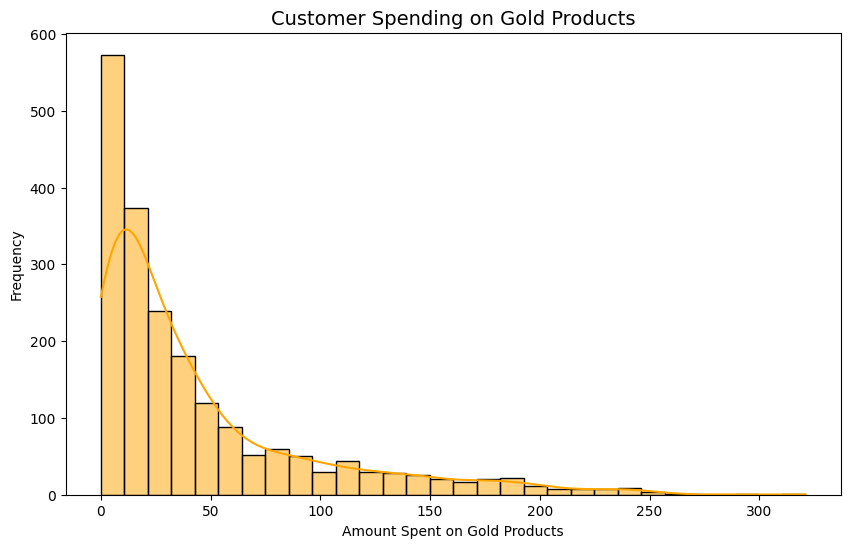 Customer Spending on Gold Products
600
500
400
300
200
100
0
Frequency
0 50 100 150 200 250 300
Amount Spent on Gold Products